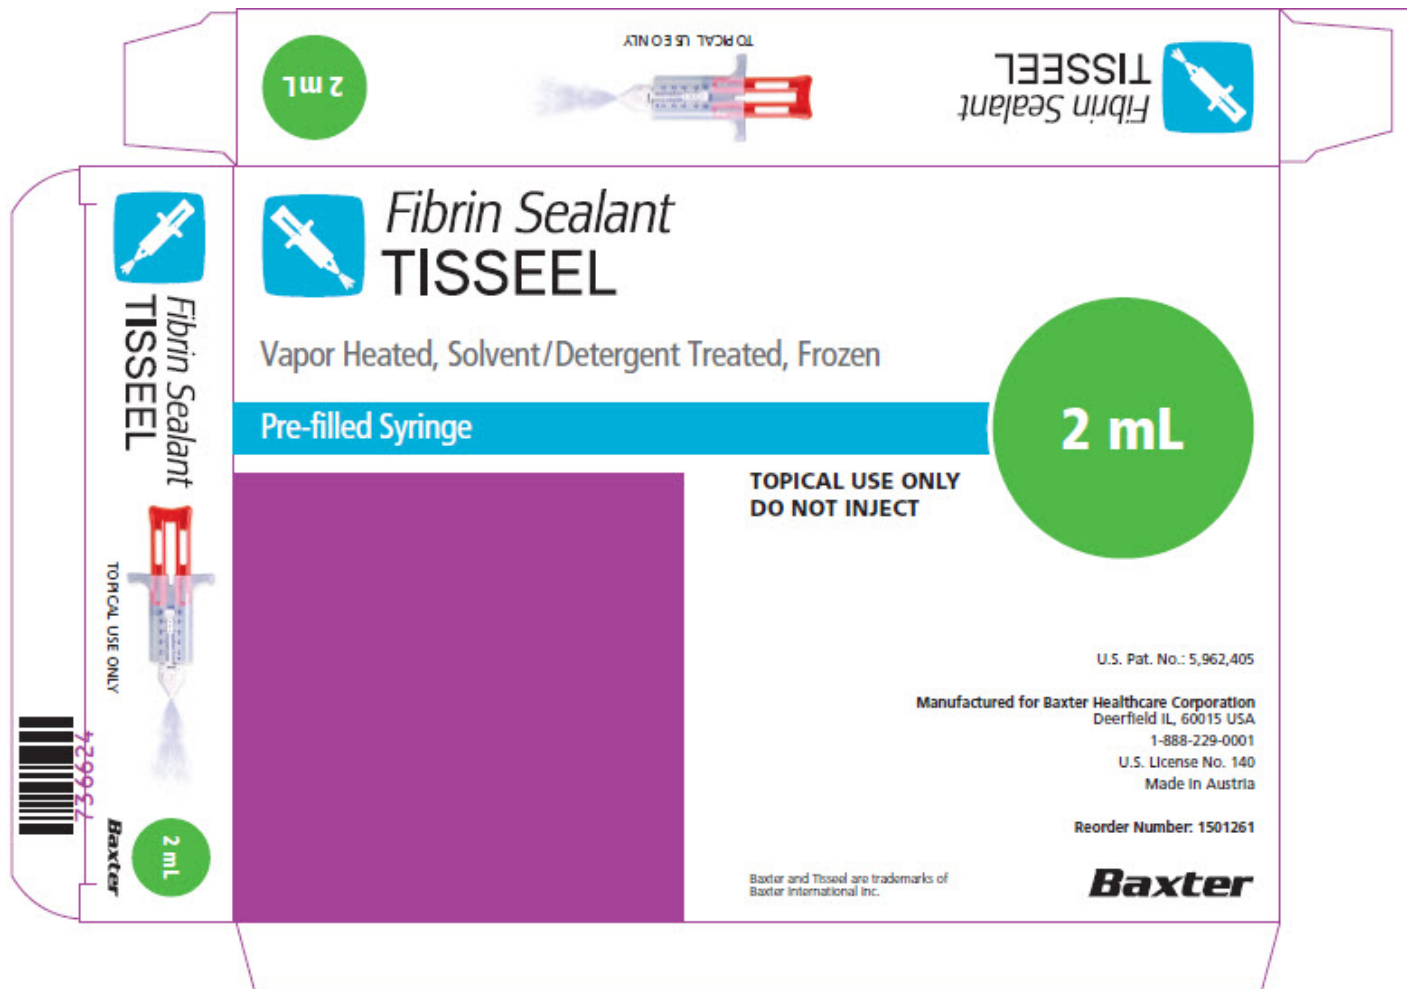 2 mL
TOPICAL USE ONLY
Fibrin Sealant
TISSEEL
Fibrin Sealant
TISSEEL
TOPICAL USE ONLY
2 mL
Baxter
736624
Fibrin Sealant
TISSEEL
Vapor Heated, Solvent/Detergent Treated, Frozen
Pre-filled Syringe
2 mL
TOPICAL USE ONLY
DO NOT INJECT
U.S. Pat. No.: 5,962,405
Manufactured for Baxter Healthcare Corporation
Deerfield IL, 60015 USA
1-888-229-0001
U.S. License No. 140
Made in Austria
Reorder Number: 1501261
Baxter and Tisseel are trademarks of
Baxter International Inc.
Baxter